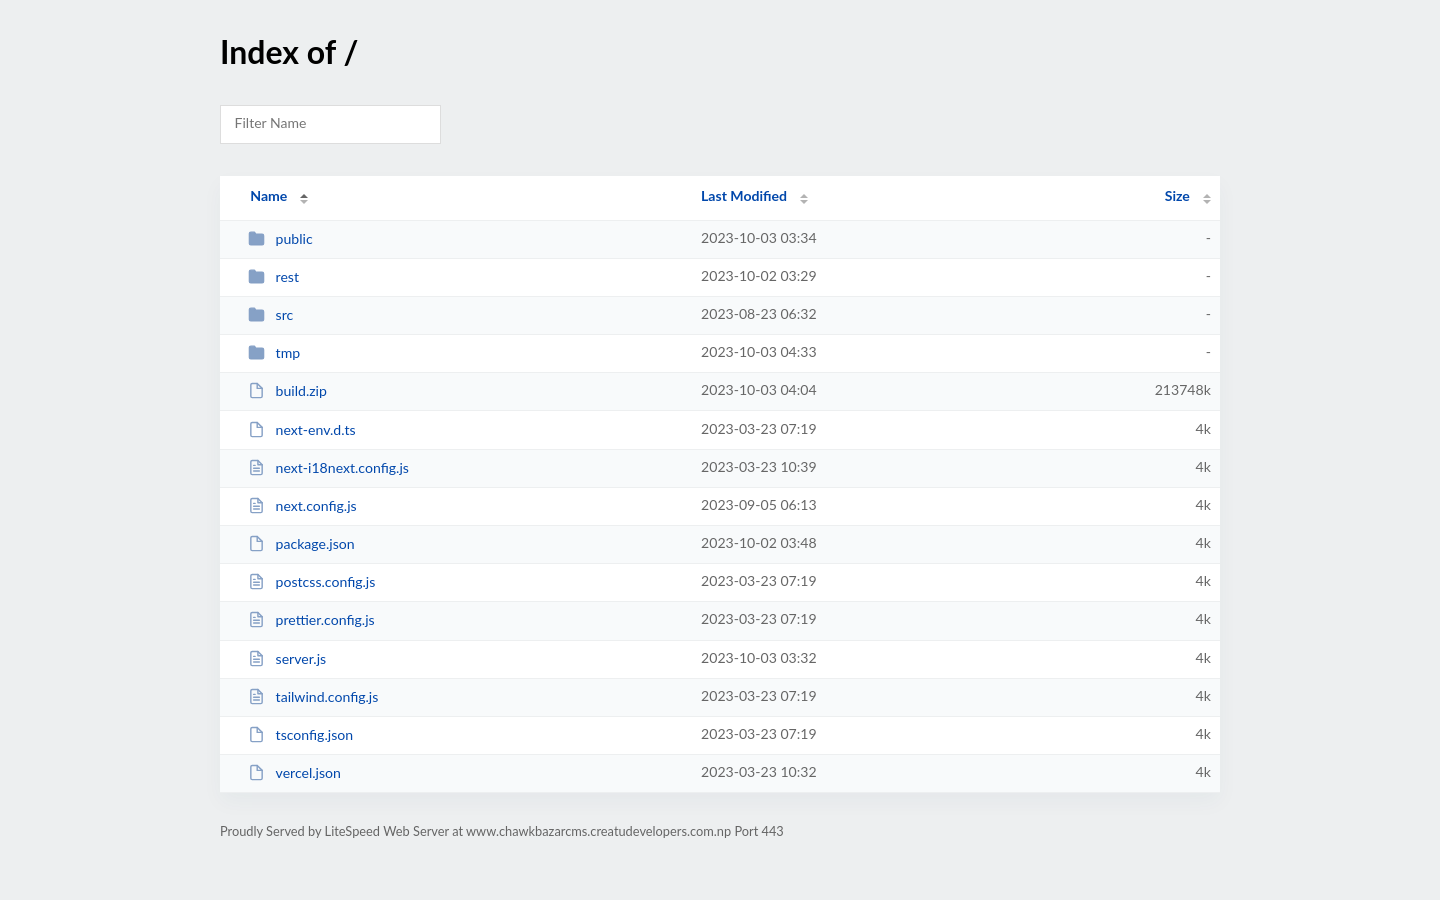 Index of /
Filter Name
Name Last Modified Size
public 2023-10-03 03:34 -
rest 2023-10-02 03:29 -
src 2023-08-23 06:32 -
tmp 2023-10-03 04:33 -
build.zip 2023-10-03 04:04 213748k
next-env.d.ts 2023-03-23 07:19 4k
next-i18next.config.js 2023-03-23 10:39 4k
next.config.js 2023-09-05 06:13 4k
package.json 2023-10-02 03:48 4k
postcss.config.js 2023-03-23 07:19 4k
prettier.config.js 2023-03-23 07:19 4k
server.js 2023-10-03 03:32 4k
tailwind.config.js 2023-03-23 07:19 4k
tsconfig.json 2023-03-23 07:19 4k
vercel.json 2023-03-23 10:32 4k
Proudly Served by LiteSpeed Web Server at www.chawkbazarcms.creatudevelopers.com.np Port 443